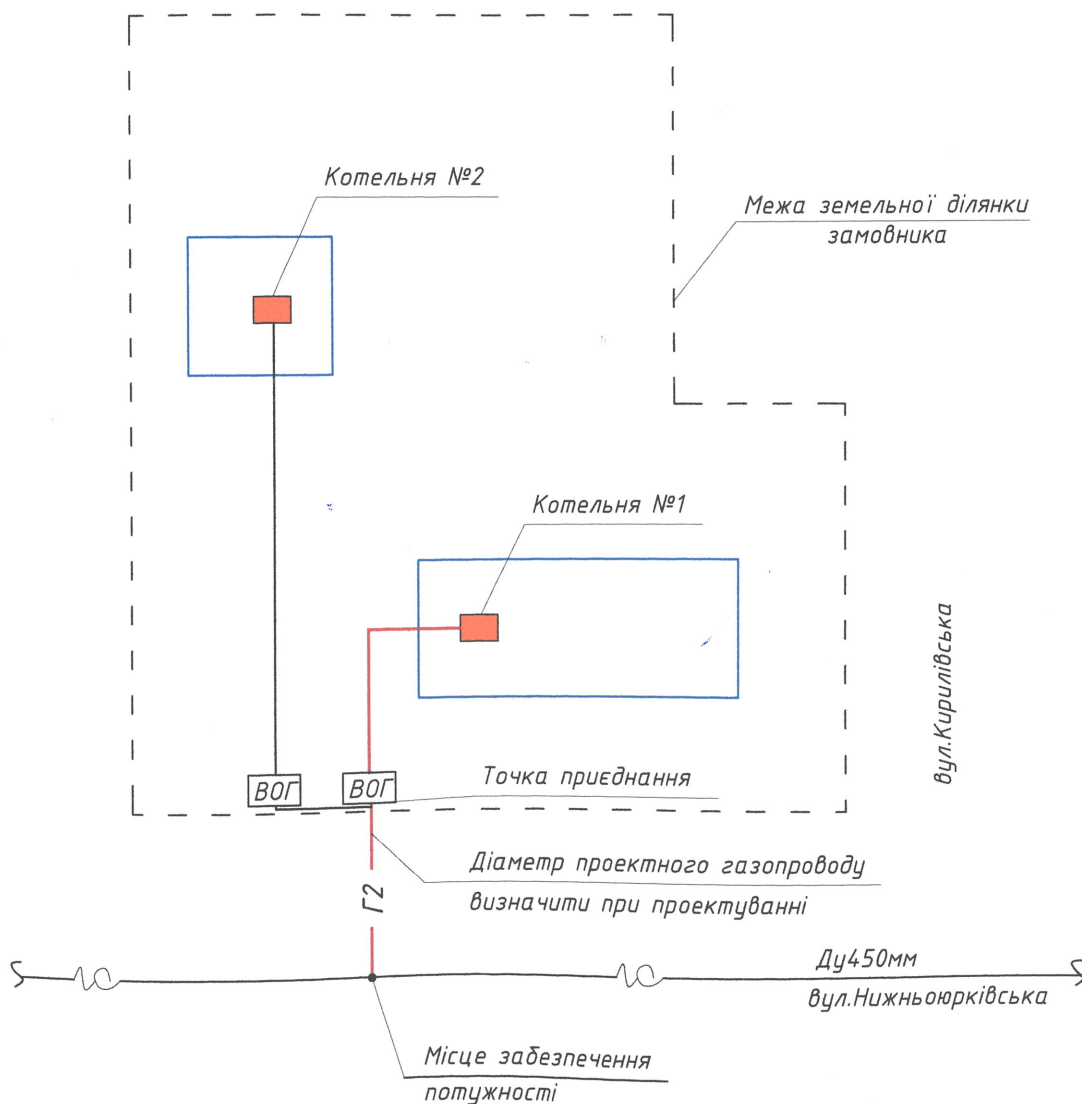 Котельня №2
Межа земельної ділянки
замовника
Котельня №1
вул.Кирилівська
Точка приєднання
ВОГ
ВОГ
Діаметр проектного газопроводу
визначити при проектуванні
Г2
Ду450мм
вул.Нижньоюрківська
Місце забезпечення
потужності